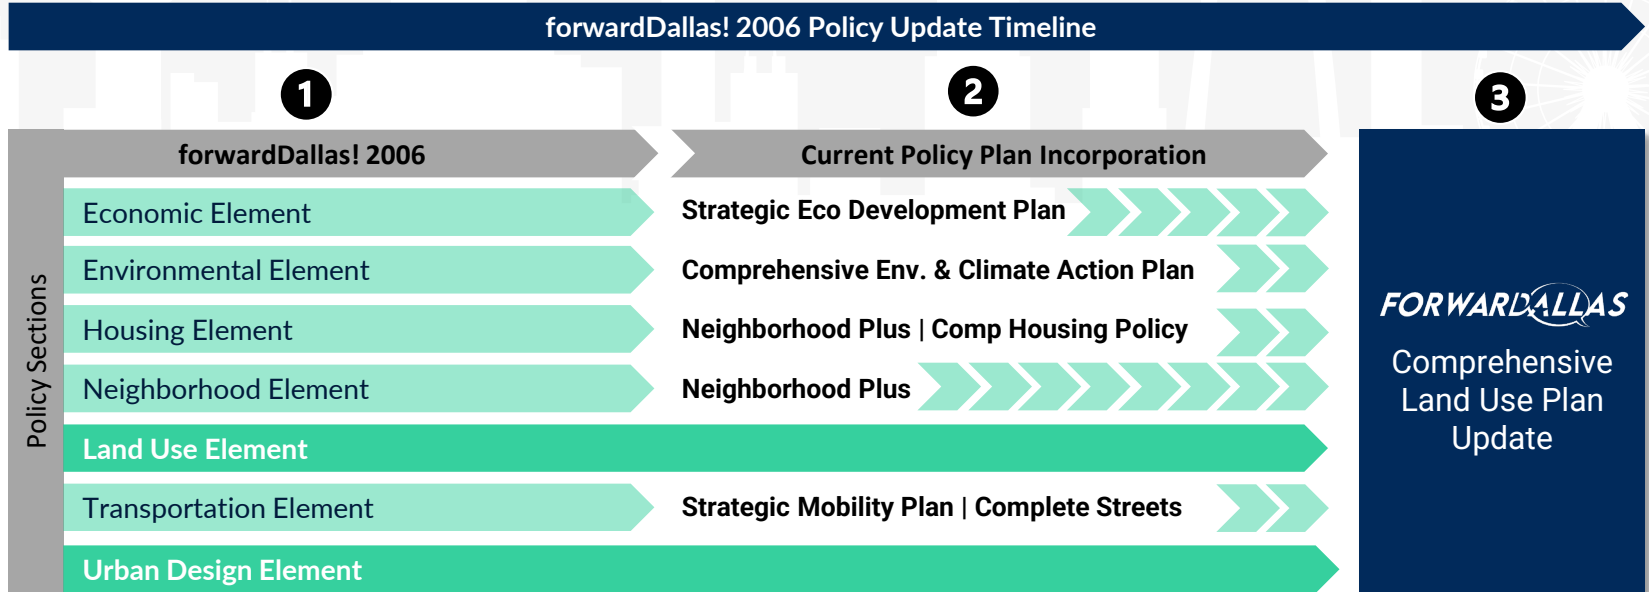 forwardDallas! 2006 Policy Update Timeline
1
2
3
forwardDallas! 2006
Current Policy Plan Incorporation
Policy Sections
Economic Element
Strategic Eco Development Plan
Environmental Element
Comprehensive Env. & Climate Action Plan
Housing Element
Neighborhood Plus | Comp Housing Policy
Neighborhood Element
Neighborhood Plus
Land Use Element
Transportation Element
Strategic Mobility Plan | Complete Streets
Urban Design Element
FORWARDALLAS
Comprehensive
Land Use Plan
Update